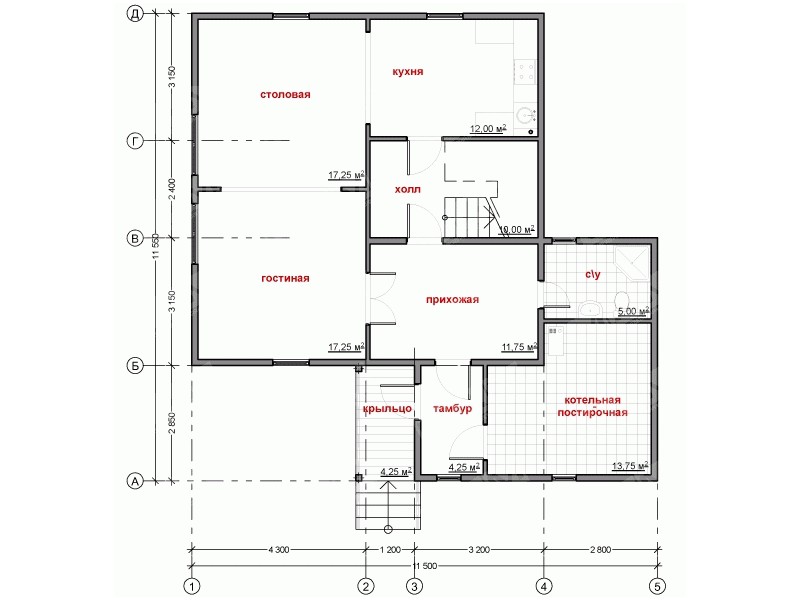 Д
столовая
кухня
3 150
12,00 м²
Г
17,25 м²
холл
2 400
10,00 м²
В
11 550
гостиная
с\у
прихожая
5,00 м²
3 150
17,25 м²
11,75 м²
Б
крыльцо
тамбур
котельная
постирочная
2 850
4,25 м²
4,25 м²
13,75 м²
А
4 300
1 200
3 200
2 800
11 500
1
2
3
4
5